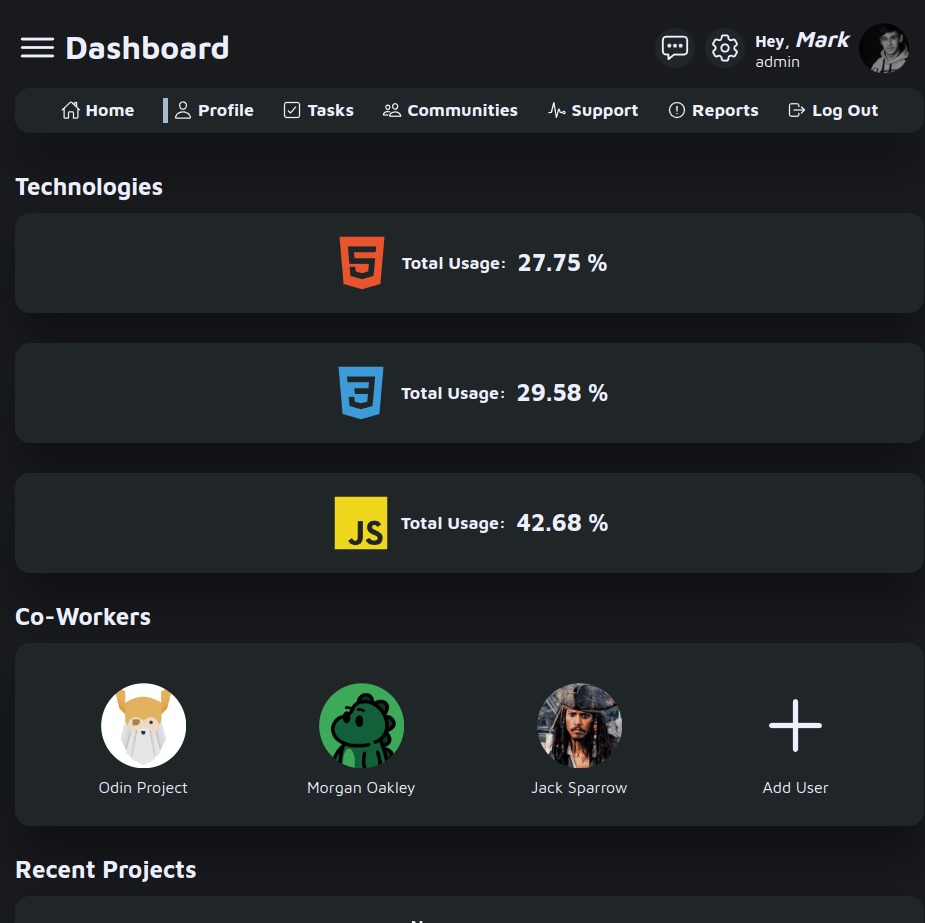 Dashboard
Hey, Mark
admin
Home Profile Tasks Communities Support Reports Log Out
Technologies
Total Usage: 27.75 %
Total Usage: 29.58 %
JS Total Usage: 42.68 %
Co-Workers
Odin Project Morgan Oakley Jack Sparrow Add User
Recent Projects